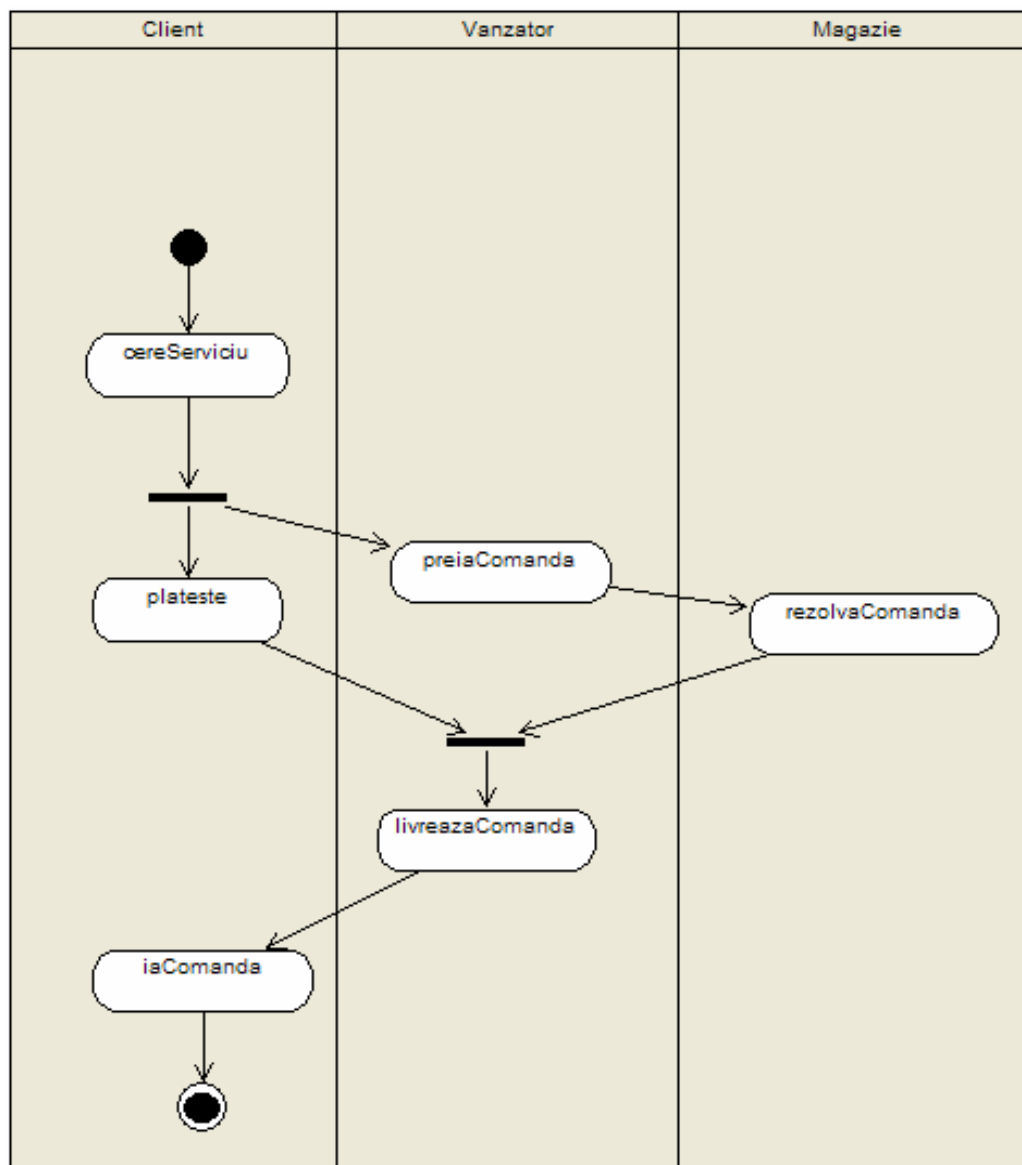 Client
Vanzator
Magazie
cereServiciu
preiaComanda
plateste
rezolvaComanda
livreazaComanda
iaComanda